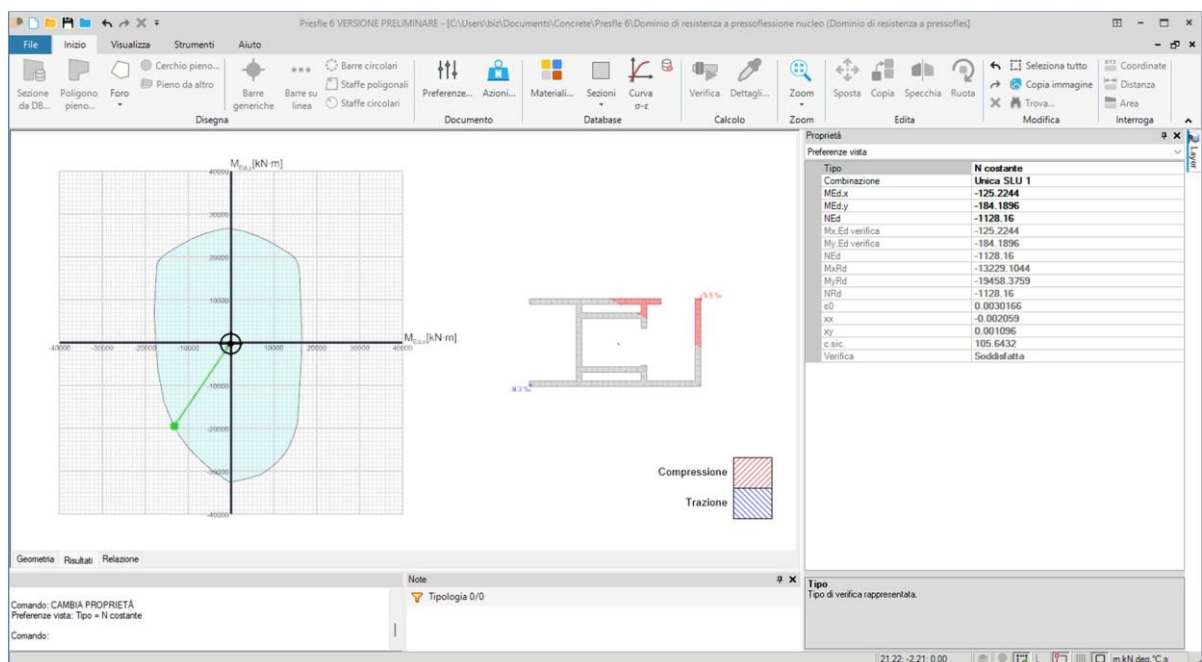 Presfle 6 VERSIONE PRELIMINARE - [C:\Users\biz\Documents\Concrete\Presfle 6\Dominio di resistenza a pressoflessione nucleo (Dominio di resistenza a pressofles]
File Inizio Visualizza Strumenti Aiuto
Sezione da DB...
Poligono pieno...
Foro
Cerchio pieno...
Pieno da altro
Barre generiche
Barre su linea
Barre circolari
Staffe poligonali
Staffe circolari
Disegna
Preferenze...
Azioni...
Documento
Materiali...
Sezioni
Curva σ-ε
Database
Verifica
Dettagli...
Calcolo
Zoom
Zoom
Sposta
Copia
Specchia
Ruota
Edita
Seleziona tutto
Copia immagine
Trova...
Modifica
Coordinate
Distanza
Area
Interroga
Layer
MEd,y[kN·m]
40000
30000
20000
10000
-40000 -30000 -20000 -10000 10000 20000 30000 40000
MEd,x[kN·m]
-10000
-20000
-30000
-40000
-3.5 ‰
9.3 ‰
Compressione
Trazione
Proprietà
Preferenze vista
Tipo N costante
Combinazione Unica SLU 1
MEd,x -125.2244
MEd,y -184.1896
NEd -1128.16
Mx,Ed verifica -125.2244
My,Ed verifica -184.1896
NEd -1128.16
MxRd -13229.1044
MyRd -19458.3759
NRd -1128.16
ε0 0.0030166
xx -0.002059
xy 0.001096
c.sic. 105.6432
Verifica Soddisfatta
Geometria Risultati Relazione
Comando: CAMBIA PROPRIETÀ
Preferenze vista: Tipo = N costante
Comando:
Note
Tipologia 0/0
Tipo
Tipo di verifica rappresentata.
21.22; -2.21; 0.00
m kN deg °C s